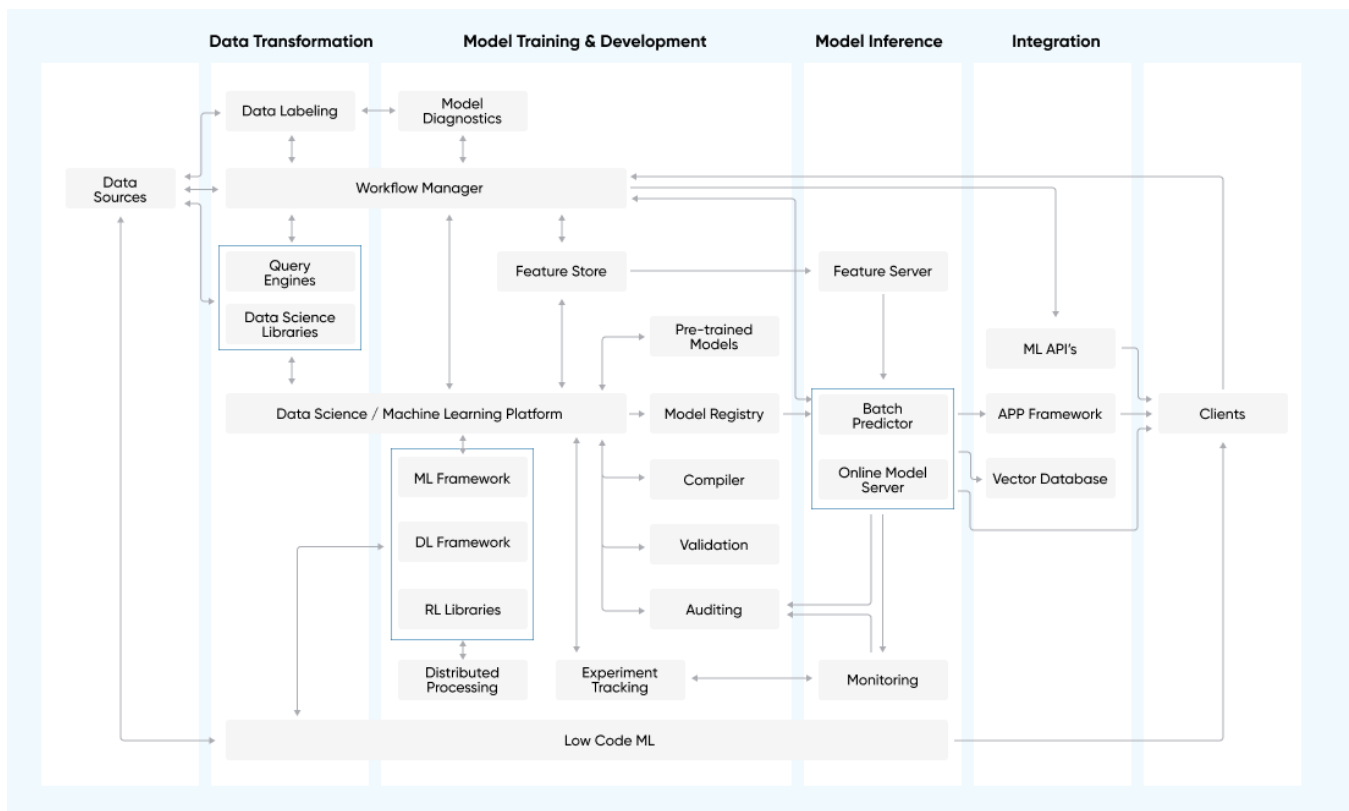 Data Transformation
Model Training & Development
Model Inference
Integration
Data Labeling
Model
Diagnostics
Data
Sources
Workflow Manager
Query
Engines
Feature Store
Feature Server
Data Science
Libraries
Pre-trained
Models
ML API's
Data Science / Machine Learning Platform
Model Registry
Batch
Predictor
APP Framework
Clients
ML Framework
Compiler
Online Model
Server
Vector Database
DL Framework
Validation
RL Libraries
Auditing
Distributed
Processing
Experiment
Tracking
Monitoring
Low Code ML